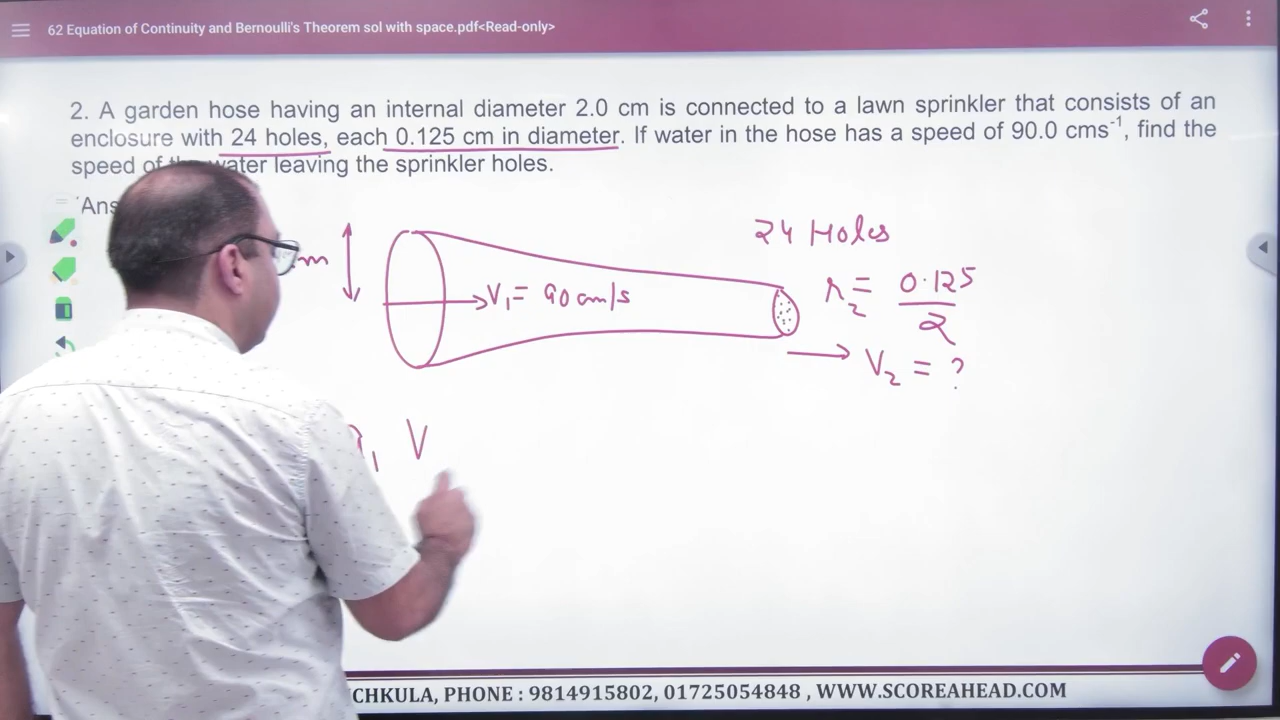 62 Equation of Continuity and Bernoulli's Theorem sol with space.pdf<Read-only>
2. A garden hose having an internal diameter 2.0 cm is connected to a lawn sprinkler that consists of an
enclosure with 24 holes, each 0.125 cm in diameter. If water in the hose has a speed of 90.0 cms⁻¹, find the
speed of water leaving the sprinkler holes.
24 Holes
V₁ = 90 cm/s
r₂ = 0.125/2
V₂ = ?
V
CHKULA, PHONE : 9814915802, 01725054848 , WWW.SCOREAHEAD.COM